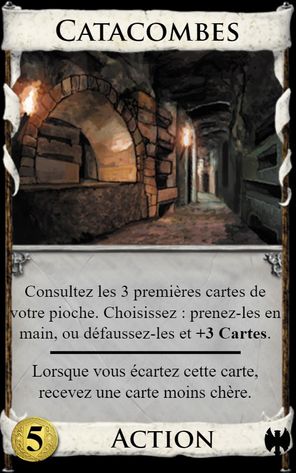 CATACOMBES
Consultez les 3 premières cartes de
votre pioche. Choisissez : prenez-les en
main, ou défaussez-les et +3 Cartes.
Lorsque vous écartez cette carte,
recevez une carte moins chère.
5
ACTION